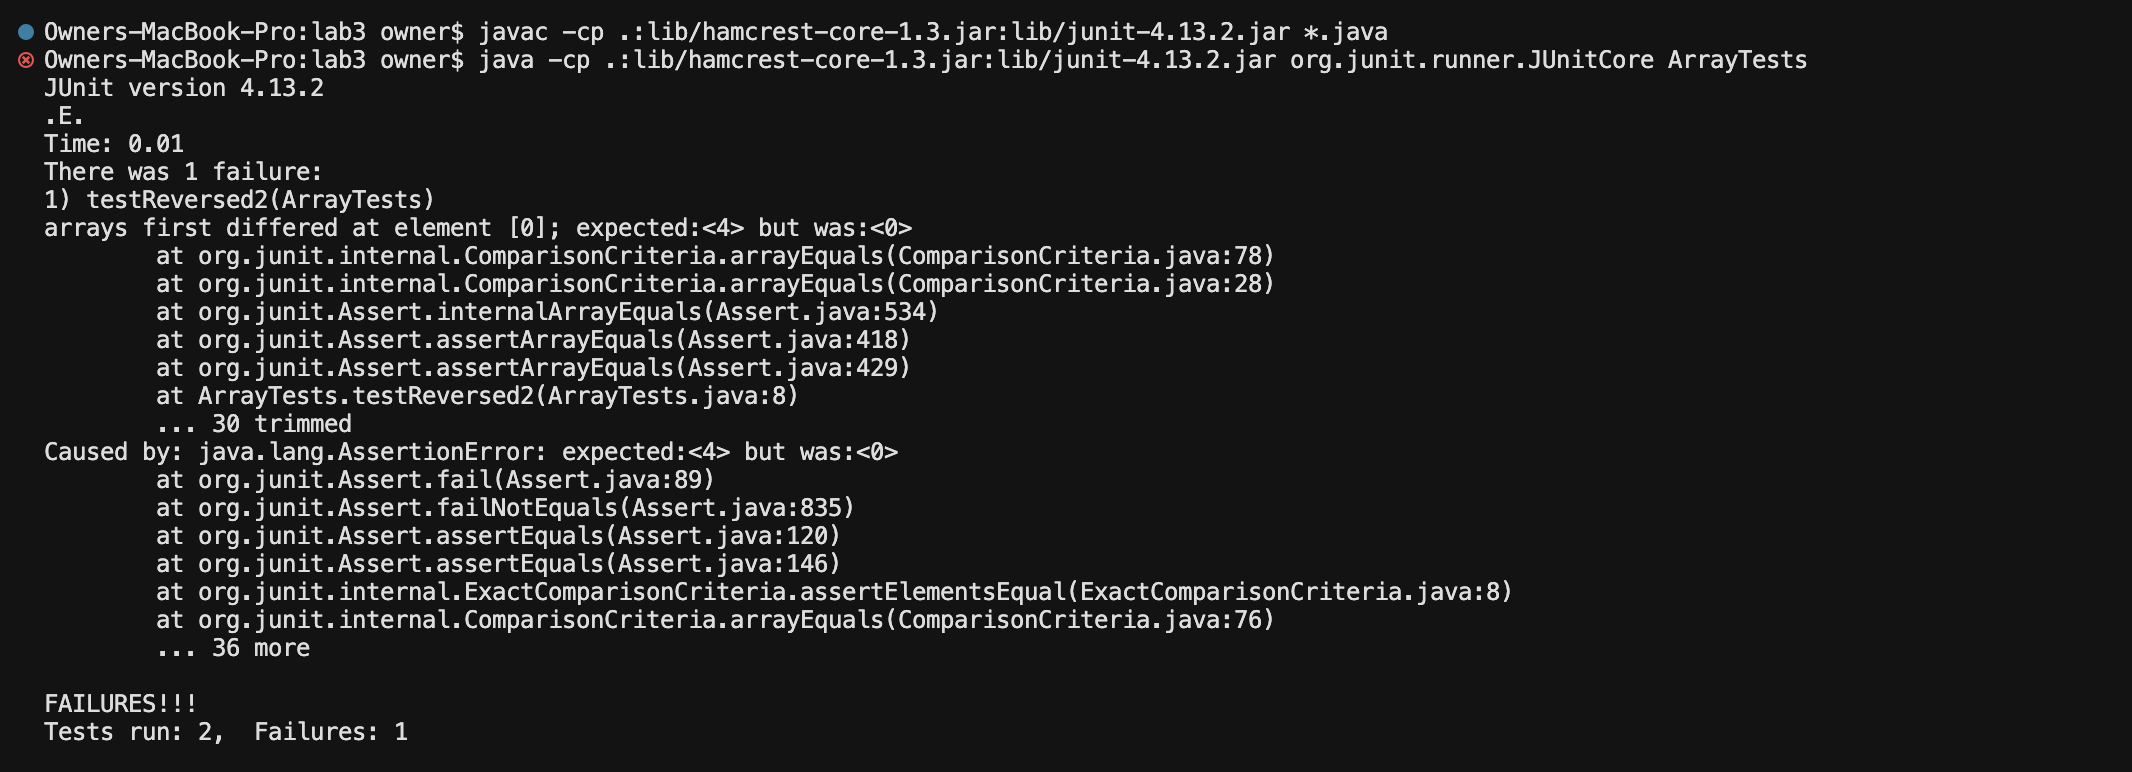 Owners-MacBook-Pro:lab3 owner$ javac -cp .:lib/hamcrest-core-1.3.jar:lib/junit-4.13.2.jar *.java
Owners-MacBook-Pro:lab3 owner$ java -cp .:lib/hamcrest-core-1.3.jar:lib/junit-4.13.2.jar org.junit.runner.JUnitCore ArrayTests
JUnit version 4.13.2
.E.
Time: 0.01
There was 1 failure:
1) testReversed2(ArrayTests)
arrays first differed at element [0]; expected:<4> but was:<0>
        at org.junit.internal.ComparisonCriteria.arrayEquals(ComparisonCriteria.java:78)
        at org.junit.internal.ComparisonCriteria.arrayEquals(ComparisonCriteria.java:28)
        at org.junit.Assert.internalArrayEquals(Assert.java:534)
        at org.junit.Assert.assertArrayEquals(Assert.java:418)
        at org.junit.Assert.assertArrayEquals(Assert.java:429)
        at ArrayTests.testReversed2(ArrayTests.java:8)
        ... 30 trimmed
Caused by: java.lang.AssertionError: expected:<4> but was:<0>
        at org.junit.Assert.fail(Assert.java:89)
        at org.junit.Assert.failNotEquals(Assert.java:835)
        at org.junit.Assert.assertEquals(Assert.java:120)
        at org.junit.Assert.assertEquals(Assert.java:146)
        at org.junit.internal.ExactComparisonCriteria.assertElementsEqual(ExactComparisonCriteria.java:8)
        at org.junit.internal.ComparisonCriteria.arrayEquals(ComparisonCriteria.java:76)
        ... 36 more

FAILURES!!!
Tests run: 2,  Failures: 1